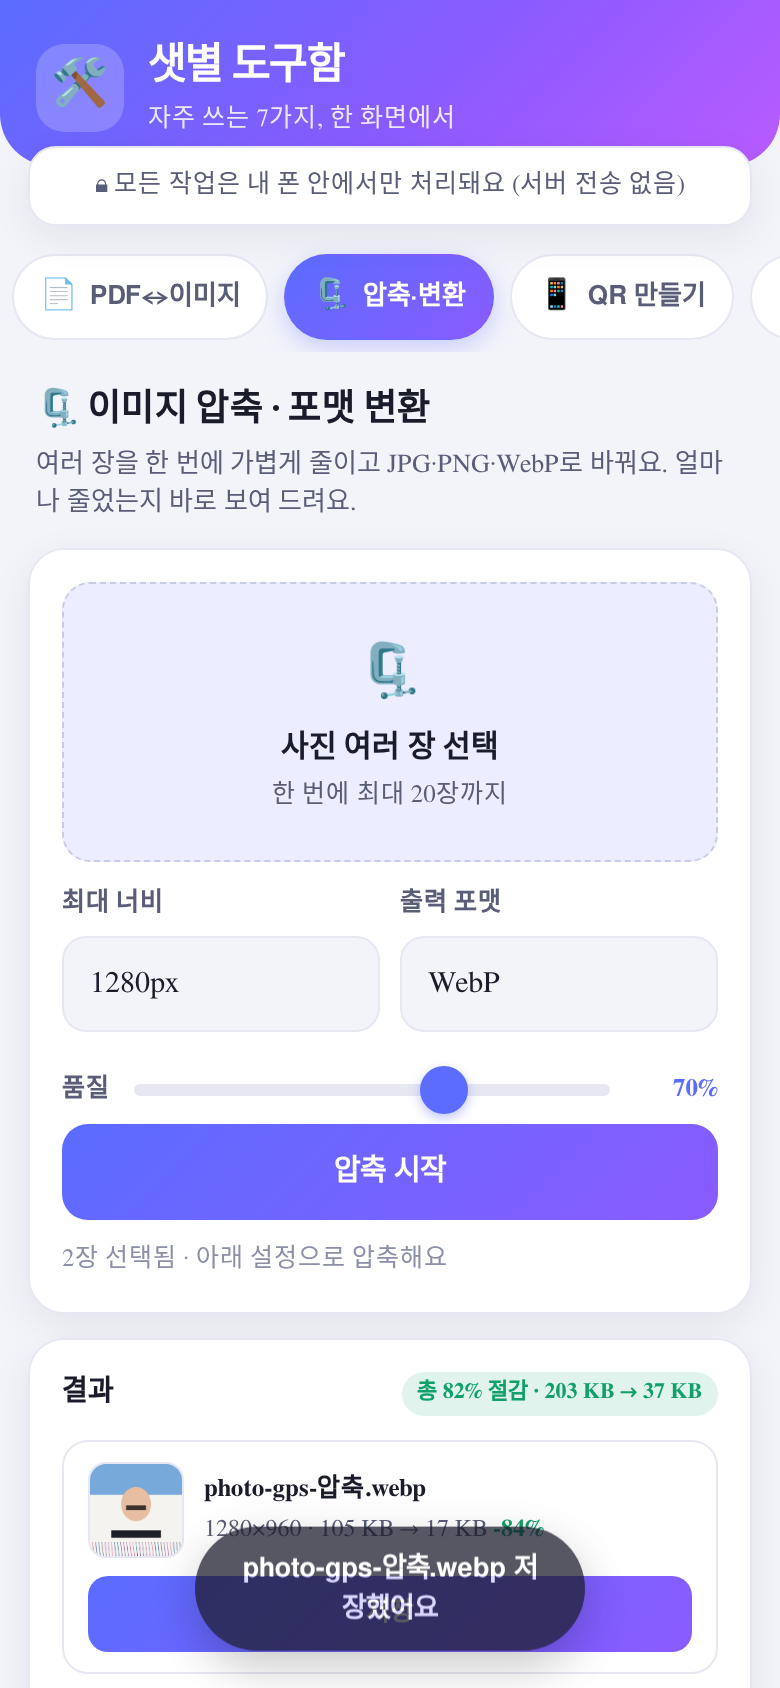 샛별 도구함
자주 쓰는 7가지, 한 화면에서
모든 작업은 내 폰 안에서만 처리돼요 (서버 전송 없음)
PDF↔이미지
압축·변환
QR 만들기
이미지 압축 · 포맷 변환
여러 장을 한 번에 가볍게 줄이고 JPG·PNG·WebP로 바꿔요. 얼마
나 줄었는지 바로 보여 드려요.
사진 여러 장 선택
한 번에 최대 20장까지
최대 너비
출력 포맷
1280px
WebP
품질
70%
압축 시작
2장 선택됨 · 아래 설정으로 압축해요
결과
총 82% 절감 · 203 KB → 37 KB
photo-gps-압축.webp
1280×960 · 105 KB → 17 KB -84%
photo-gps-압축.webp 저
장했어요